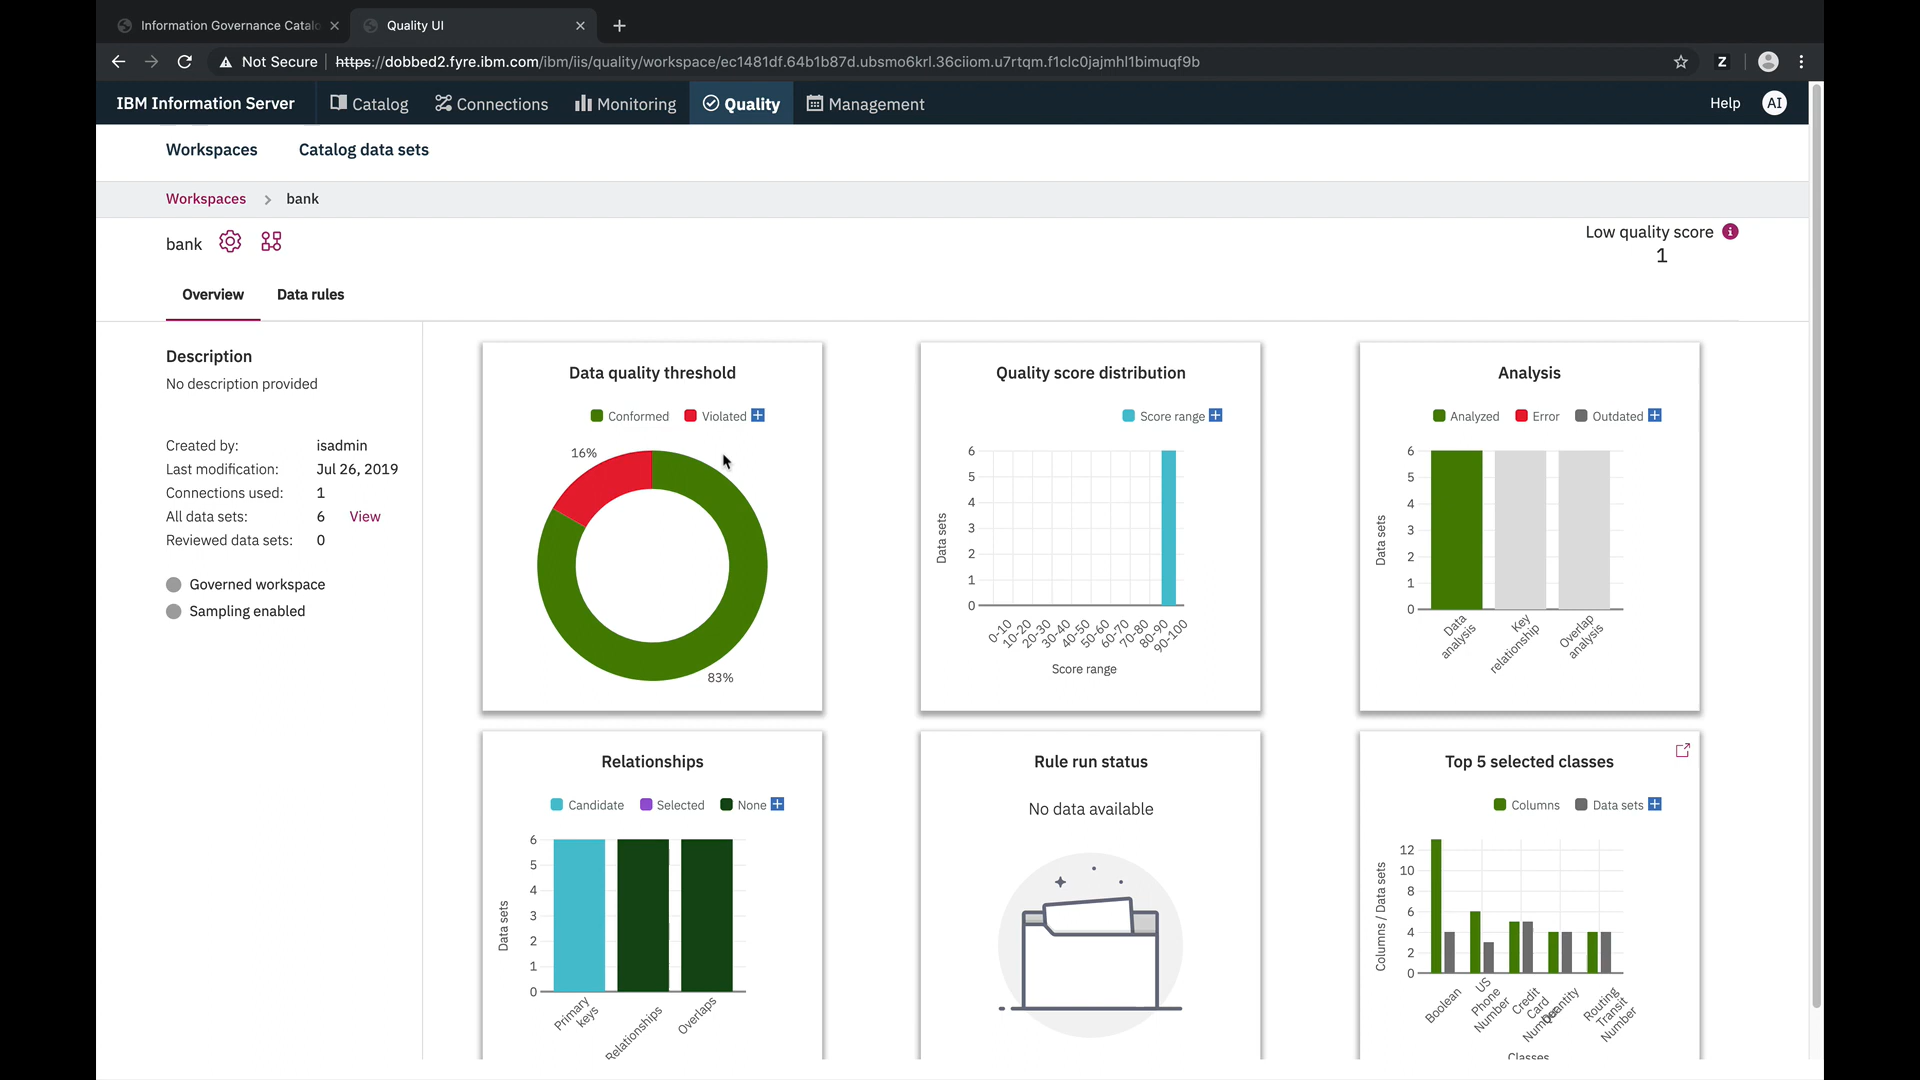 Information Governance Catalo
Quality UI
Not Secure
https://dobbed2.fyre.ibm.com/ibm/iis/quality/workspace/ec1481df.64b1b87d.ubsmo6krl.36ciiom.u7rtqm.f1clc0jajmhl1bimuqf9b
Z
IBM Information Server
Catalog
Connections
Monitoring
Quality
Management
Help
AI
Workspaces
Catalog data sets
Workspaces
bank
bank
Low quality score
1
Overview
Data rules
Description
No description provided
Created by: isadmin
Last modification: Jul 26, 2019
Connections used: 1
All data sets: 6 View
Reviewed data sets: 0
Governed workspace
Sampling enabled
Data quality threshold
Conformed Violated
16%
83%
Quality score distribution
Score range
6
5
4
3
2
1
0
Data sets
0-10
10-20
20-30
30-40
40-50
50-60
60-70
70-80
80-90
90-100
Score range
Analysis
Analyzed Error Outdated
6
5
4
3
2
1
0
Data sets
Data
analysis
Key
relationship
Overlap
analysis
Relationships
Candidate Selected None
6
5
4
3
2
1
0
Data sets
Primary
keys
Relationships
Overlaps
Rule run status
No data available
Top 5 selected classes
Columns Data sets
12
10
8
6
4
2
0
Columns / Data sets
Boolean
US
Phone
Number
Credit
Card
Number
Quantity
Routing
Transit
Number
Classes